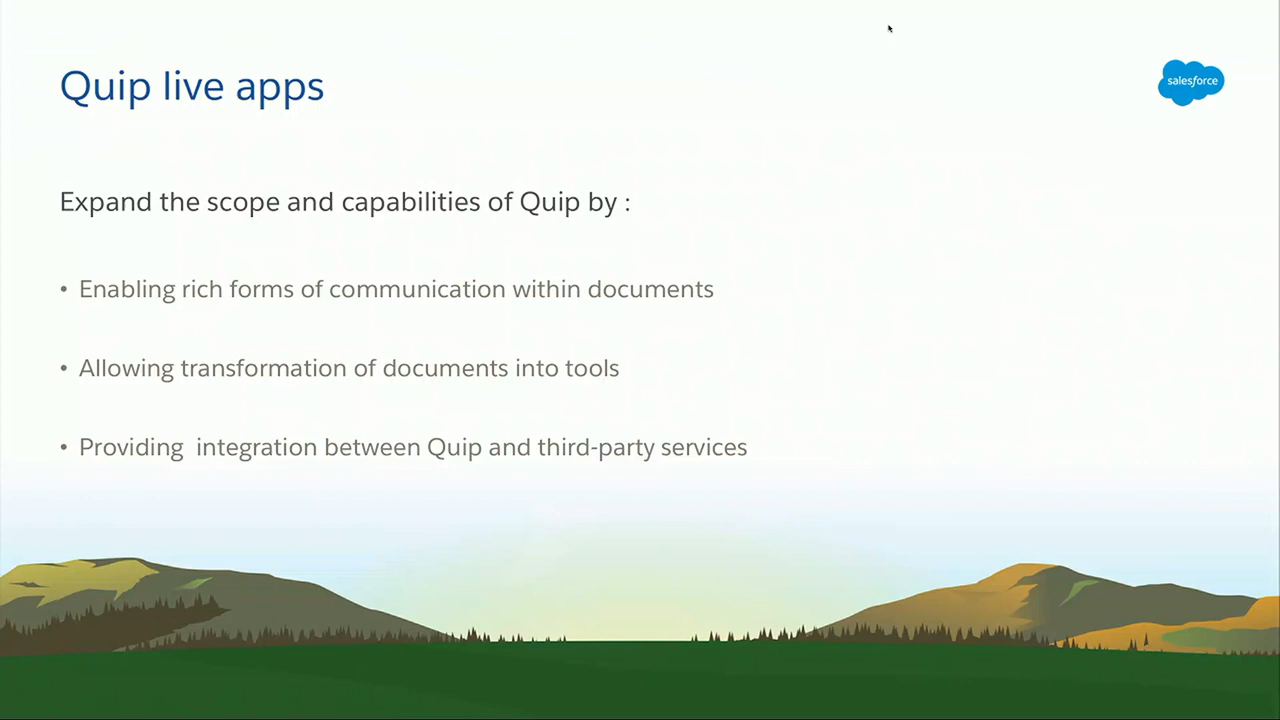 Quip live apps
salesforce
Expand the scope and capabilities of Quip by :
• Enabling rich forms of communication within documents
• Allowing transformation of documents into tools
• Providing  integration between Quip and third-party services